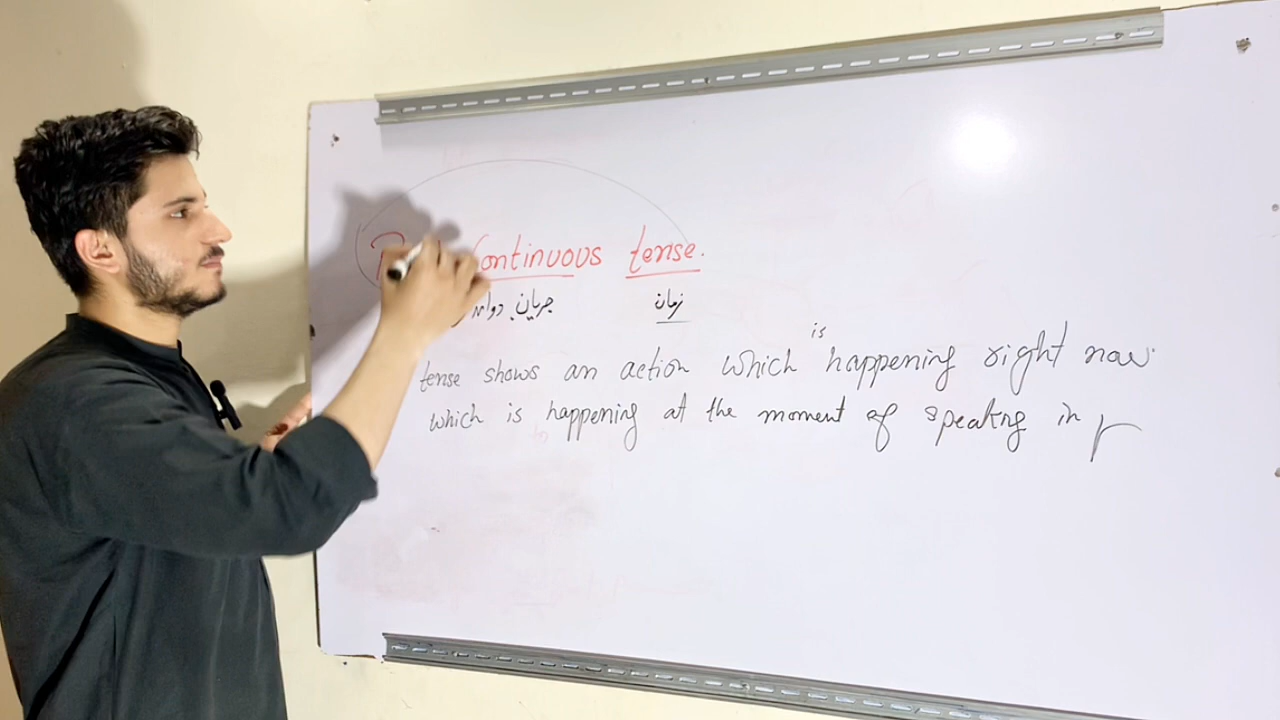 Continuous tense.
جریان زمان
is
tense shows an action which happening right now
which is happening at the moment of speaking in